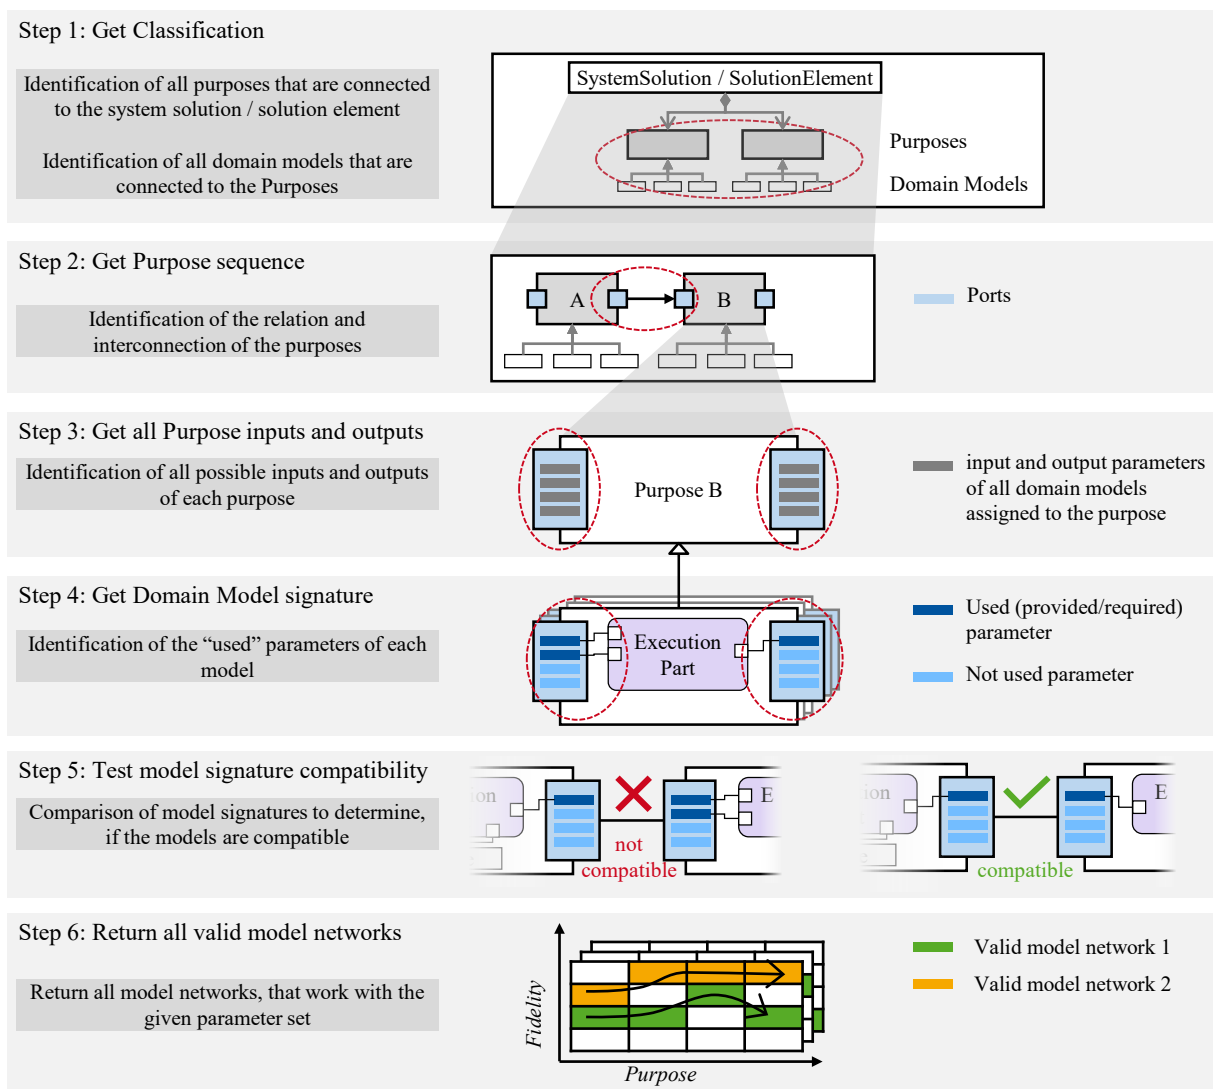 Step 1: Get Classification
Identification of all purposes that are connected
to the system solution / solution element
Identification of all domain models that are
connected to the Purposes
SystemSolution / SolutionElement
Purposes
Domain Models
Step 2: Get Purpose sequence
Identification of the relation and
interconnection of the purposes
A
B
Ports
Step 3: Get all Purpose inputs and outputs
Identification of all possible inputs and outputs
of each purpose
Purpose B
input and output parameters
of all domain models
assigned to the purpose
Step 4: Get Domain Model signature
Identification of the “used” parameters of each
model
Execution
Part
Used (provided/required)
parameter
Not used parameter
Step 5: Test model signature compatibility
Comparison of model signatures to determine,
if the models are compatible
ion
E
not
compatible
ion
E
compatible
Step 6: Return all valid model networks
Return all model networks, that work with the
given parameter set
Fidelity
Purpose
Valid model network 1
Valid model network 2